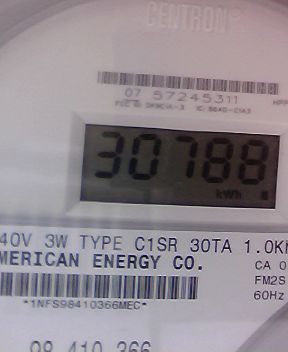 CENTRON®
07 57245311
30788
kWh
40V 3W TYPE C1SR 30TA 1.0K
MERICAN ENERGY CO.
CA 0
FM2S
60Hz
*1NFS98410366MEC*
98 410 366